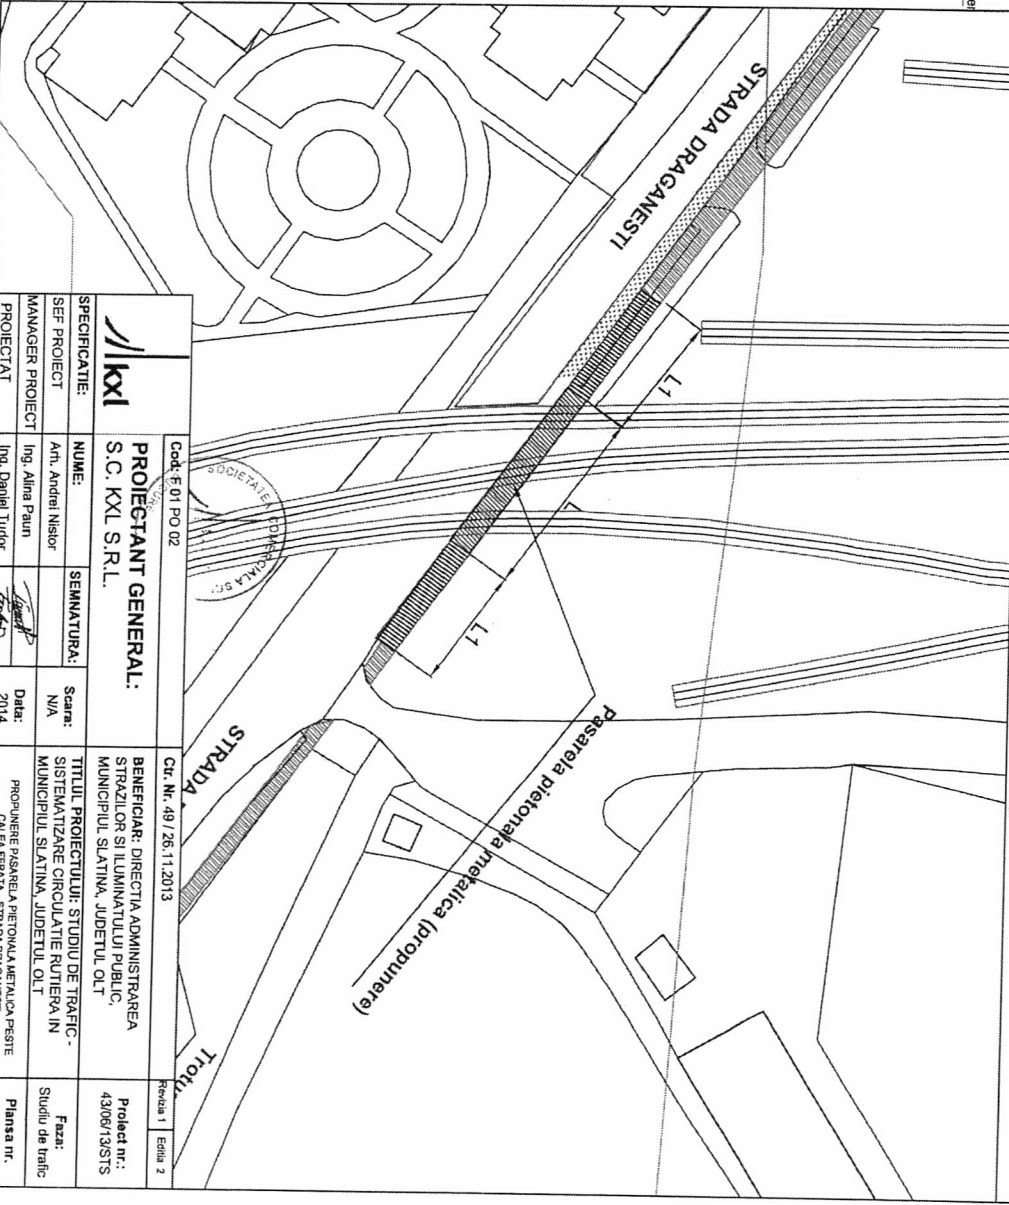 STRADA DRAGANESTI
L1
L
L1
Pasarela pietonala metalica (propunere)
STRADA
Trotu
kxl
Cod: F 01 PO 02
Ctr. Nr. 49 / 26.11.2013
Revizia 1
Editia 2
PROIECTANT GENERAL:
S.C. KXL S.R.L.
BENEFICIAR: DIRECTIA ADMINISTRAREA
STRAZILOR SI ILUMINATULUI PUBLIC,
MUNICIPIUL SLATINA, JUDETUL OLT
Proiect nr.:
43/06/13/STS
SPECIFICATIE:
NUME:
SEMNATURA:
Scara:
N/A
TITLUL PROIECTULUI: STUDIU DE TRAFIC -
SISTEMATIZARE CIRCULATIE RUTIERA IN
MUNICIPIUL SLATINA, JUDETUL OLT
Faza:
Studiu de trafic
SEF PROIECT
Arh. Andrei Nistor
MANAGER PROIECT
Ing. Alina Paun
Data:
2014
PROIECTAT
Ing. Daniel Tudor
PROPUNERE PASARELA PIETONALA METALICA PESTE
Plansa nr.
SOCIETATEA COMERCIALA